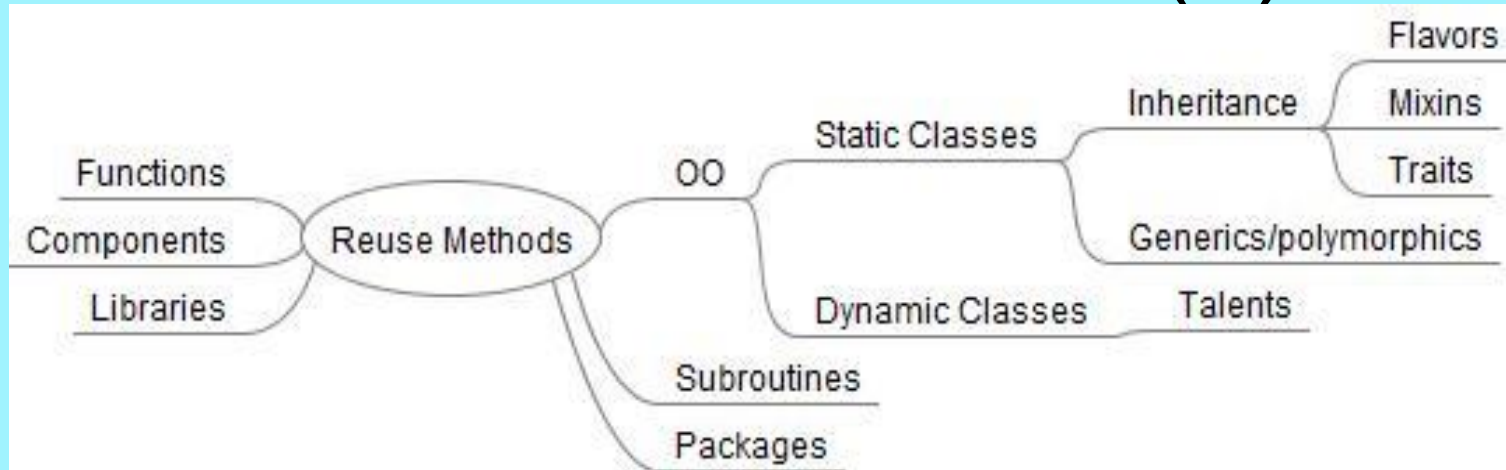 Flavors
Inheritance
Mixins
Static Classes
Traits
Functions
OO
Components
Reuse Methods
Generics/polymorphics
Libraries
Dynamic Classes
Talents
Subroutines
Packages